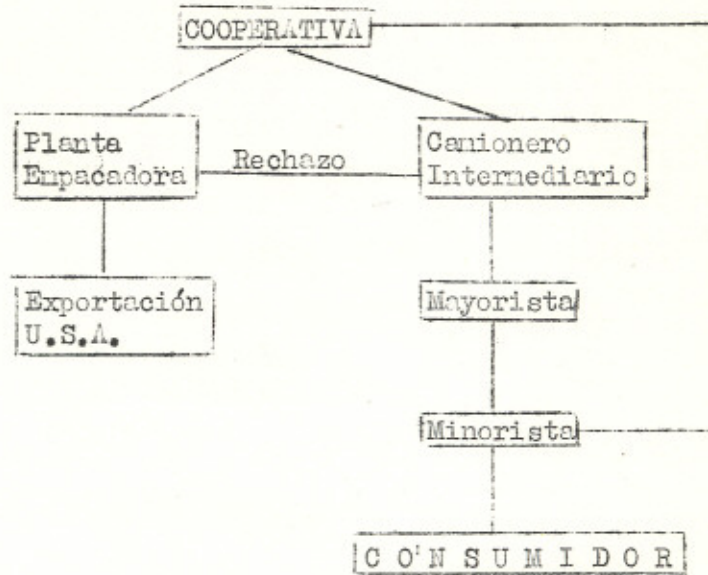 COOPERATIVA
Planta
Empacadora
Rechazo
Camionero
Intermediario
Exportación
U.S.A.
Mayorista
Minorista
C O N S U M I D O R